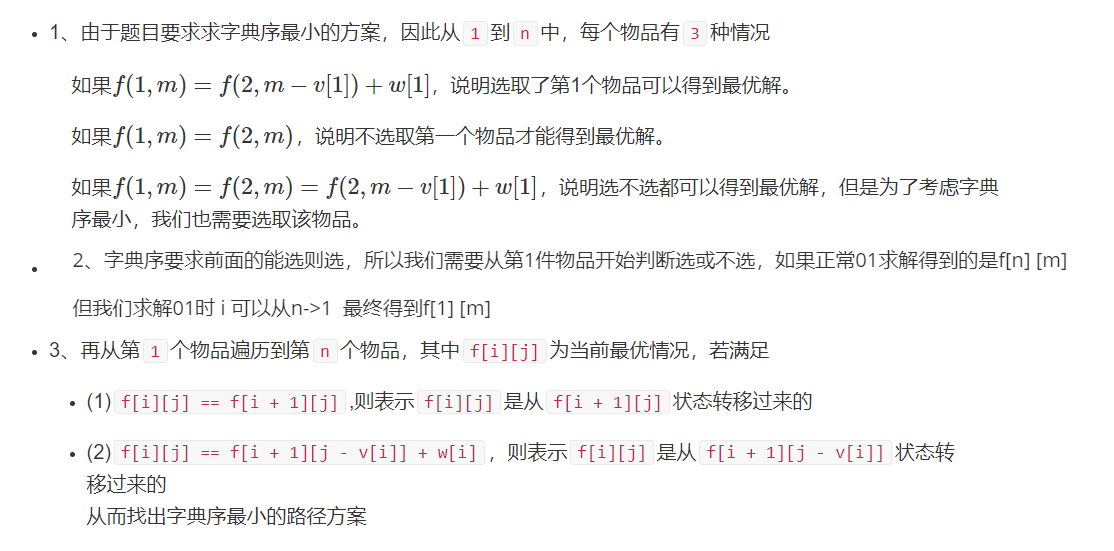 1、由于题目要求求字典序最小的方案，因此从 1 到 n 中，每个物品有 3 种情况
如果f(1, m) = f(2, m − v[1]) + w[1]，说明选取了第1个物品可以得到最优解。
如果f(1, m) = f(2, m)，说明不选取第一个物品才能得到最优解。
如果f(1, m) = f(2, m) = f(2, m − v[1]) + w[1]，说明选不选都可以得到最优解，但是为了考虑字典
序最小，我们也需要选取该物品。
2、字典序要求前面的能选则选，所以我们需要从第1件物品开始判断选或不选，如果正常01求解得到的是f[n] [m]
但我们求解01时 i 可以从n->1 最终得到f[1] [m]
3、再从第 1 个物品遍历到第 n 个物品，其中 f[i][j] 为当前最优情况，若满足
(1) f[i][j] == f[i + 1][j] ,则表示 f[i][j] 是从 f[i + 1][j] 状态转移过来的
(2) f[i][j] == f[i + 1][j - v[i]] + w[i] ，则表示 f[i][j] 是从 f[i + 1][j - v[i]] 状态转
移过来的
从而找出字典序最小的路径方案